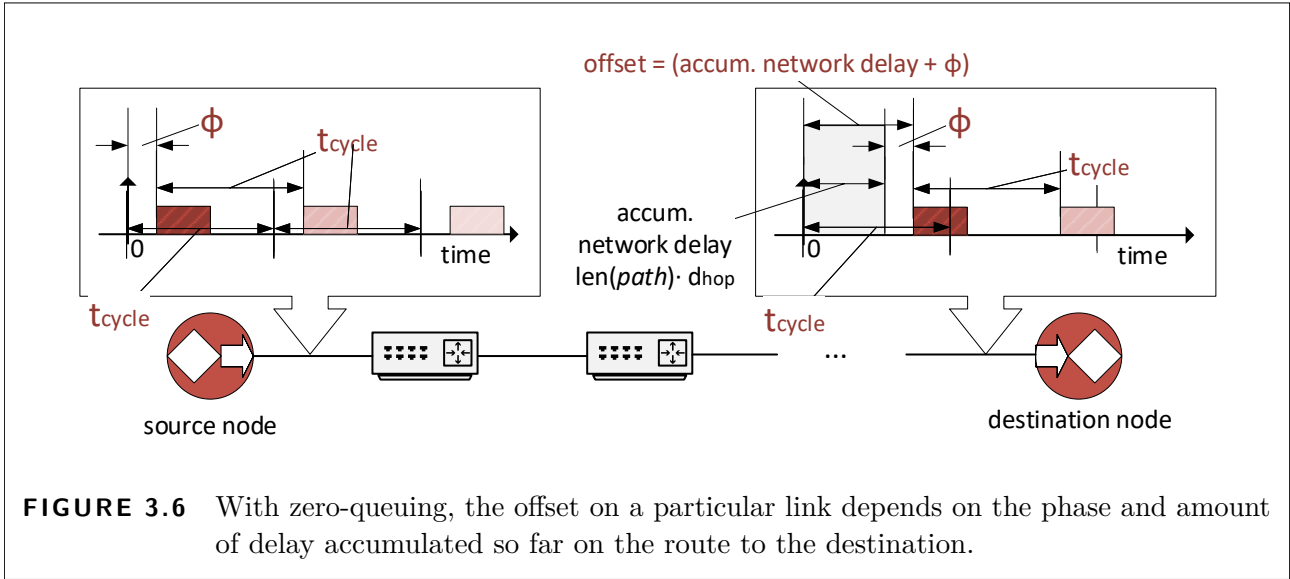 offset = (accum. network delay + ϕ)
ϕ
tcycle
0
time
tcycle
ϕ
tcycle
accum.
network delay
len(path)· dhop
0
time
tcycle
...
source node
destination node
FIGURE 3.6 With zero-queuing, the offset on a particular link depends on the phase and amount
of delay accumulated so far on the route to the destination.